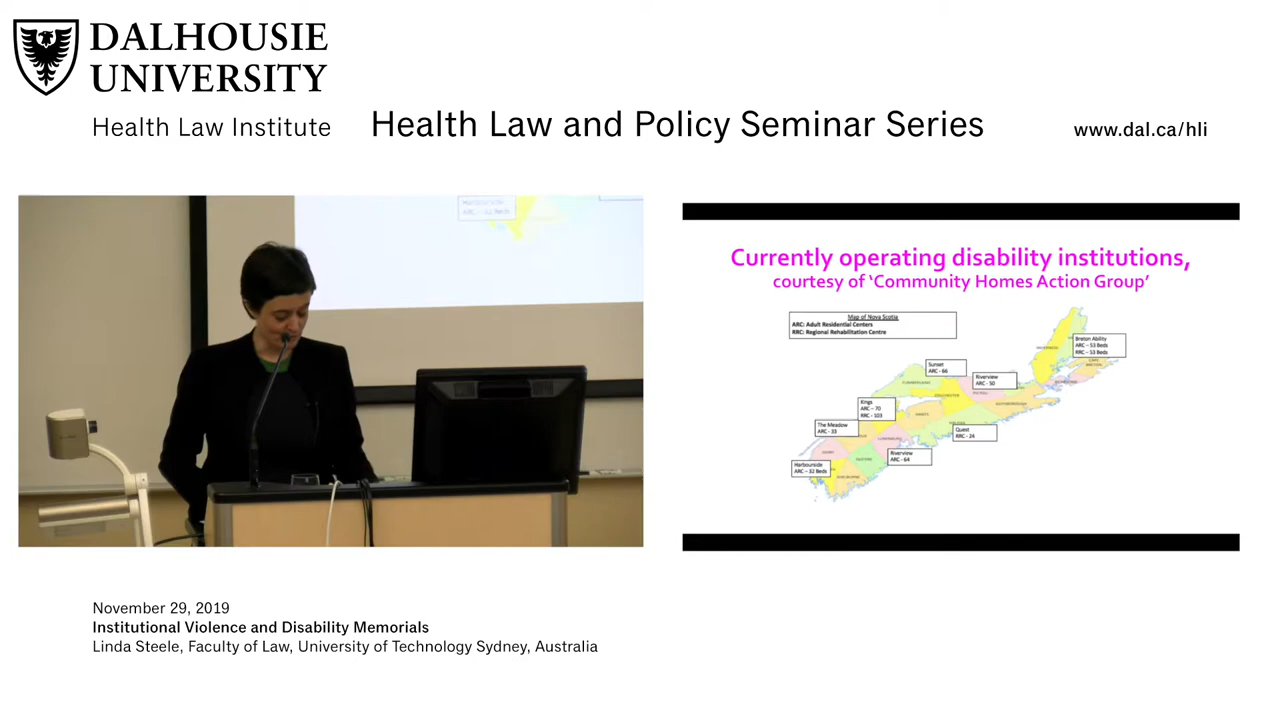 DALHOUSIE
UNIVERSITY
Health Law Institute
Health Law and Policy Seminar Series
www.dal.ca/hli
Currently operating disability institutions,
courtesy of ‘Community Homes Action Group’
Map of Nova Scotia
ARC: Adult Residential Centers
RRC: Regional Rehabilitation Centre
Breton Ability
ARC – 53 Beds
RRC – 53 Beds
Sunset
ARC - 66
Riverview
ARC - 50
Kings
ARC – 70
RRC - 103
The Meadow
ARC - 33
Quest
RRC - 24
Riverview
ARC - 64
Harbourside
ARC – 32 Beds
November 29, 2019
Institutional Violence and Disability Memorials
Linda Steele, Faculty of Law, University of Technology Sydney, Australia